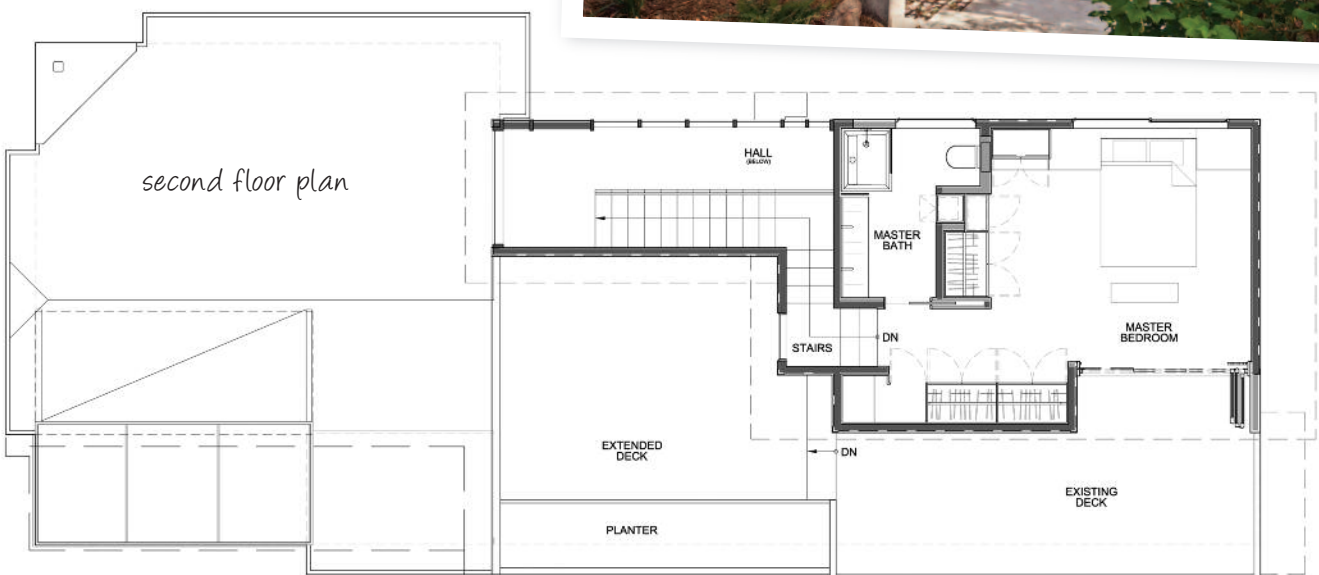 second floor plan
HALL
(BELOW)
MASTER
BATH
MASTER
BEDROOM
DN
STAIRS
EXTENDED
DECK
DN
EXISTING
DECK
PLANTER